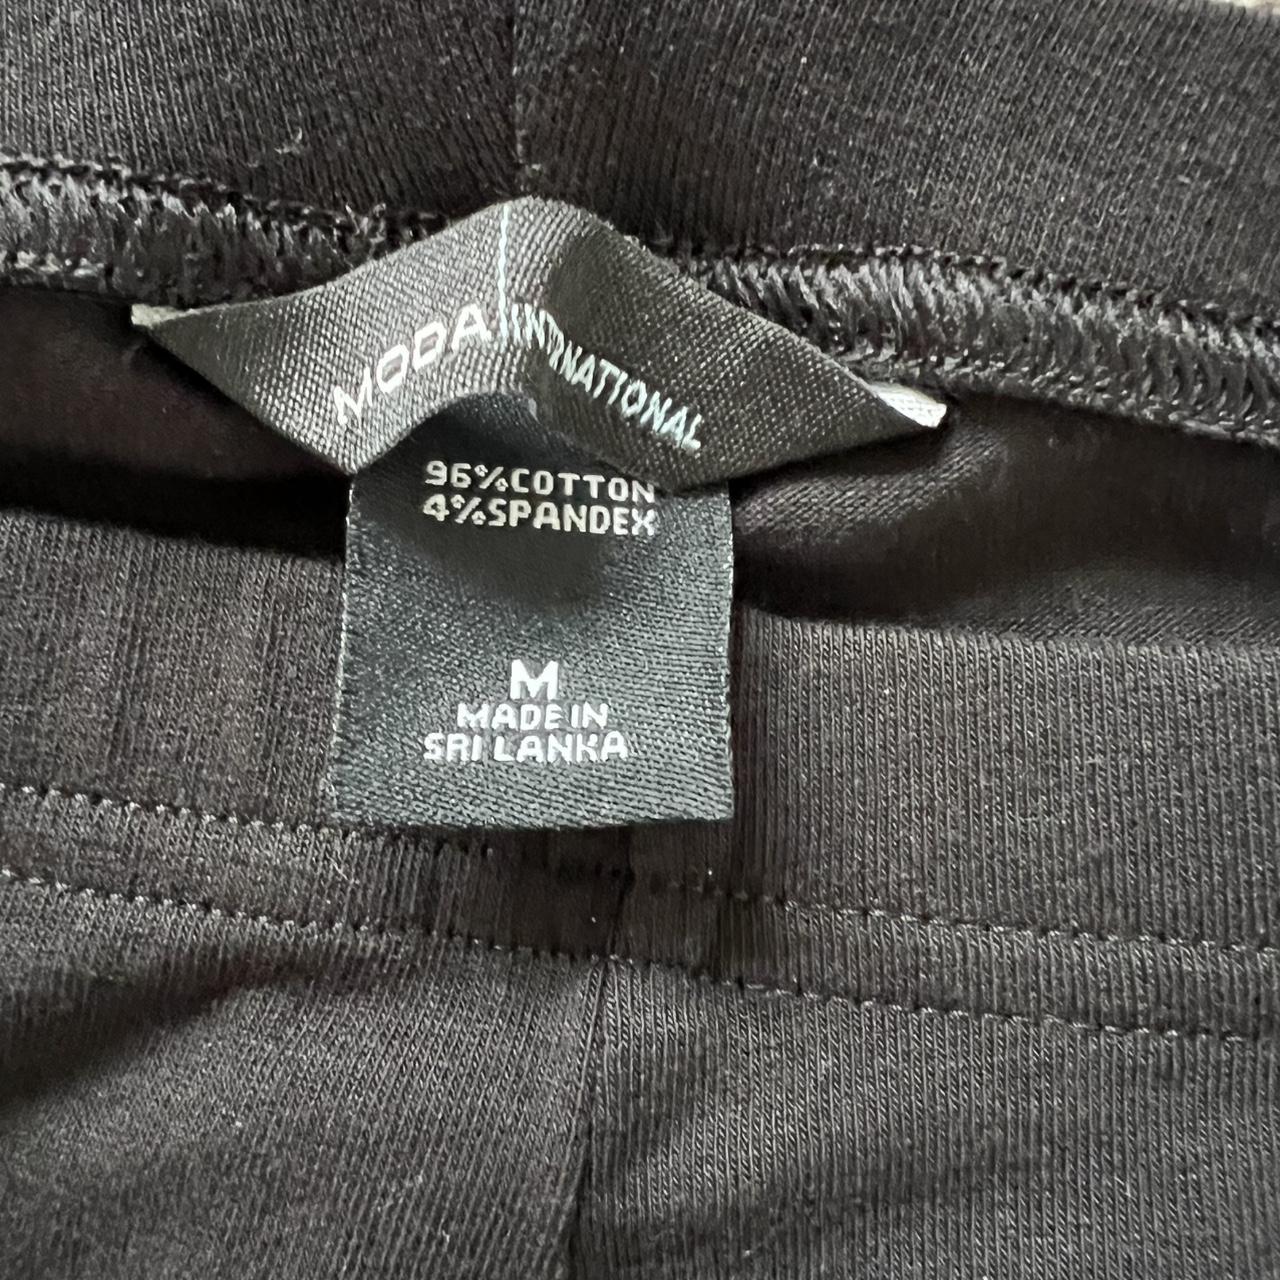 MODA INTERNATIONAL
96%COTTON
4%SPANDEX
M
MADE IN
SRI LANKA